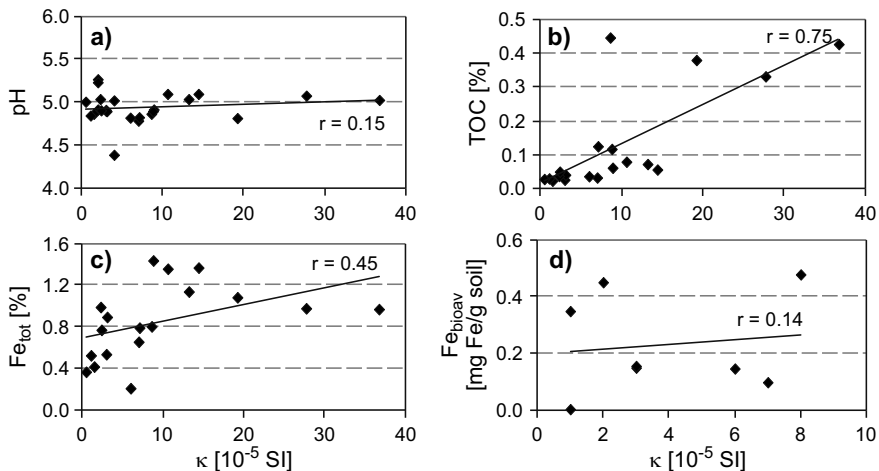 a)
pH
6.0
5.5
5.0
4.5
4.0
r = 0.15
0 10 20 30 40
b)
TOC [%]
0.5
0.4
0.3
0.2
0.1
0.0
r = 0.75
0 10 20 30 40
c)
Fetot [%]
1.6
1.2
0.8
0.4
0.0
r = 0.45
0 10 20 30 40
κ [10-5 SI]
d)
Febioav
[mg Fe/g soil]
0.6
0.4
0.2
0.0
r = 0.14
0 2 4 6 8 10
κ [10-5 SI]